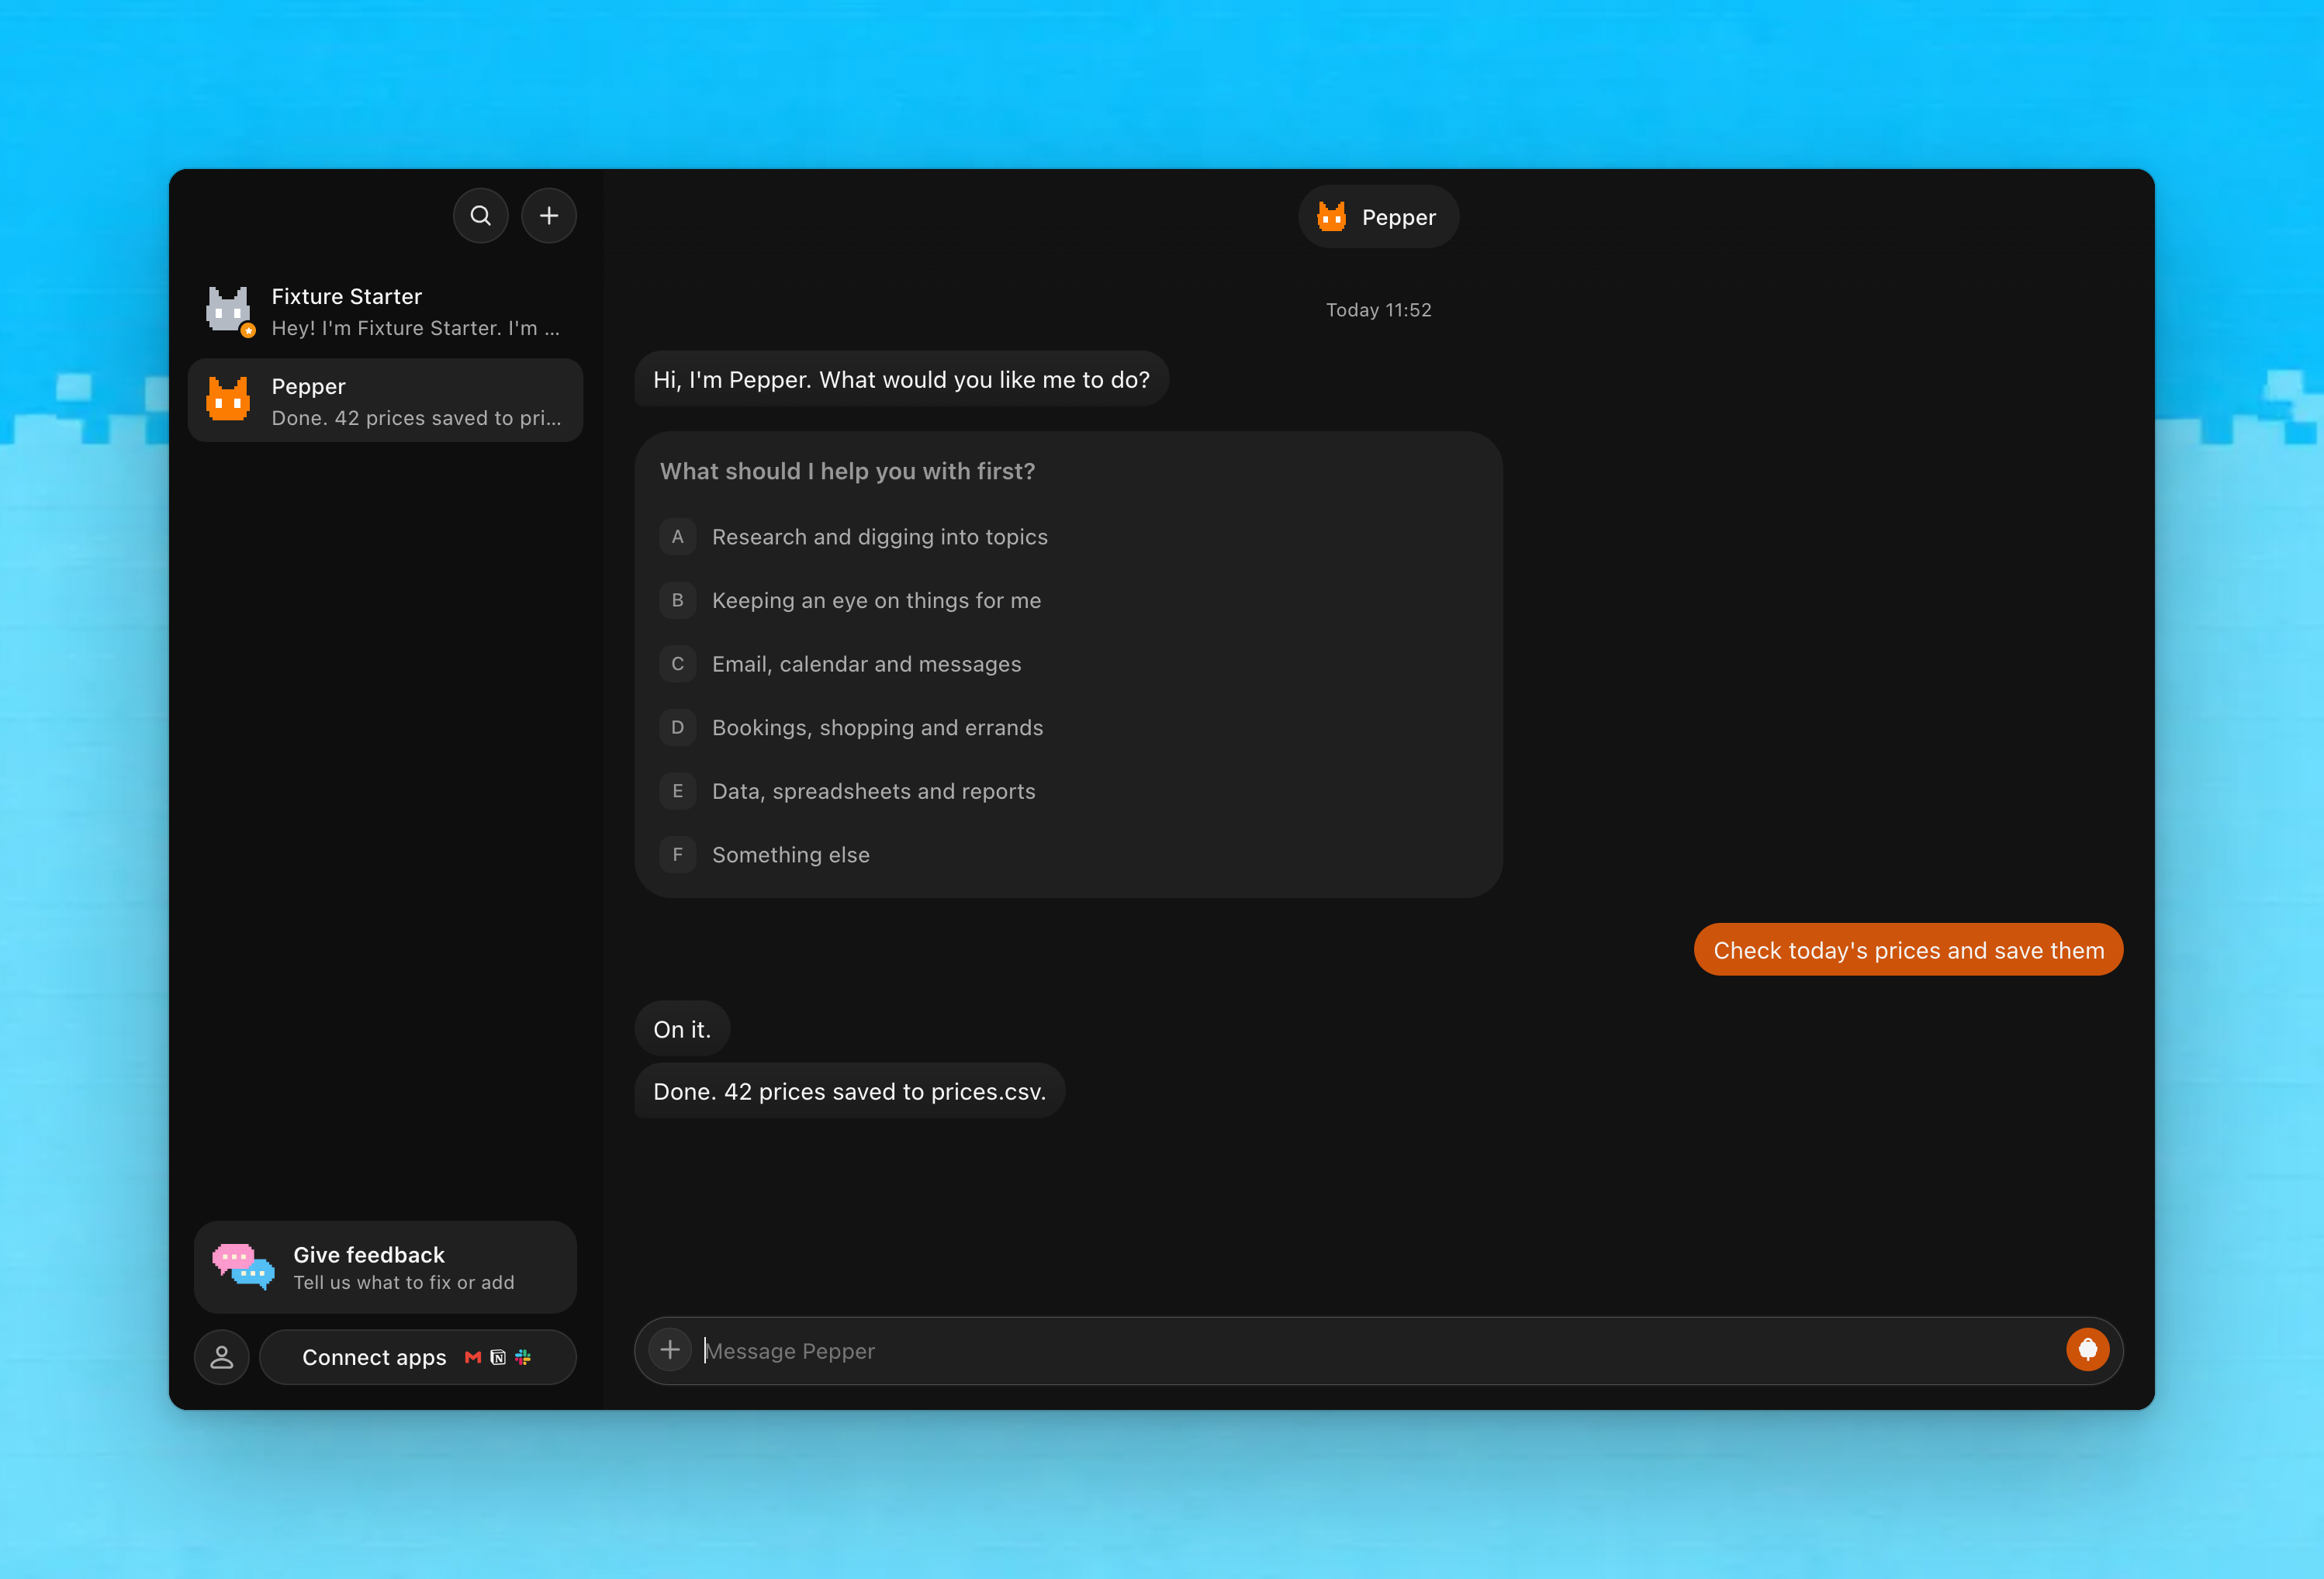 Fixture Starter
Hey! I'm Fixture Starter. I'm ...
Pepper
Done. 42 prices saved to pri...
Give feedback
Tell us what to fix or add
Connect apps
Pepper
Today 11:52
Hi, I'm Pepper. What would you like me to do?
What should I help you with first?
A Research and digging into topics
B Keeping an eye on things for me
C Email, calendar and messages
D Bookings, shopping and errands
E Data, spreadsheets and reports
F Something else
Check today's prices and save them
On it.
Done. 42 prices saved to prices.csv.
Message Pepper